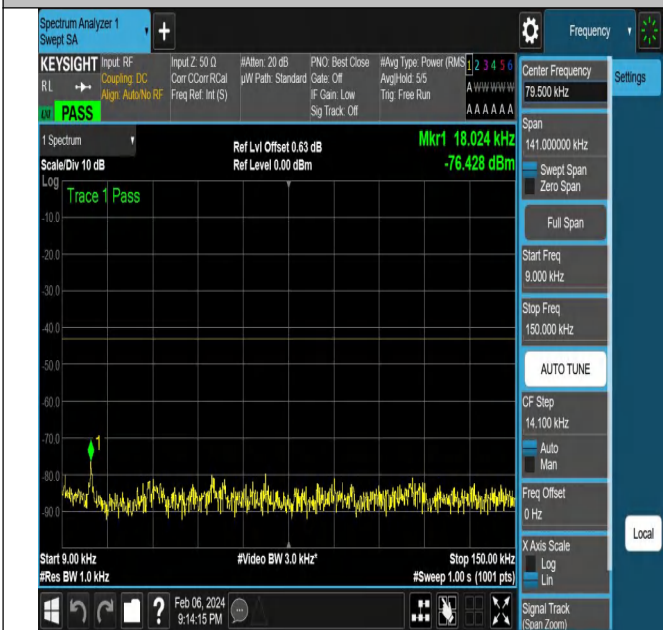 Spectrum Analyzer 1
Swept SA
+
Frequency
KEYSIGHT Input: RF Input Z: 50 Ω #Atten: 20 dB PNO: Best Close #Avg Type: Power (RMS 1 2 3 4 5 6
RL Coupling: DC Corr CCorr RCal µW Path: Standard Gate: Off Avg|Hold: 5/5 A W W W W W
Align: Auto/No RF Freq Ref: Int (S) IF Gain: Low Trig: Free Run
PASS Sig Track: Off A A A A A A
1 Spectrum
Ref Lvl Offset 0.63 dB Mkr1 18.024 kHz
Scale/Div 10 dB Ref Level 0.00 dBm -76.428 dBm
Log
Trace 1 Pass
-10.0
-20.0
-30.0
-40.0
-50.0
-60.0
-70.0
1
-80.0
-90.0
Start 9.00 kHz #Video BW 3.0 kHz* Stop 150.00 kHz
#Res BW 1.0 kHz #Sweep 1.00 s (1001 pts)
? Feb 06, 2024
9:14:15 PM
Center Frequency
79.500 kHz
Settings
Span
141.000000 kHz
Swept Span
Zero Span
Full Span
Start Freq
9.000 kHz
Stop Freq
150.000 kHz
AUTO TUNE
CF Step
14.100 kHz
Auto
Man
Freq Offset
0 Hz
Local
X Axis Scale
Log
Lin
Signal Track
(Span Zoom)